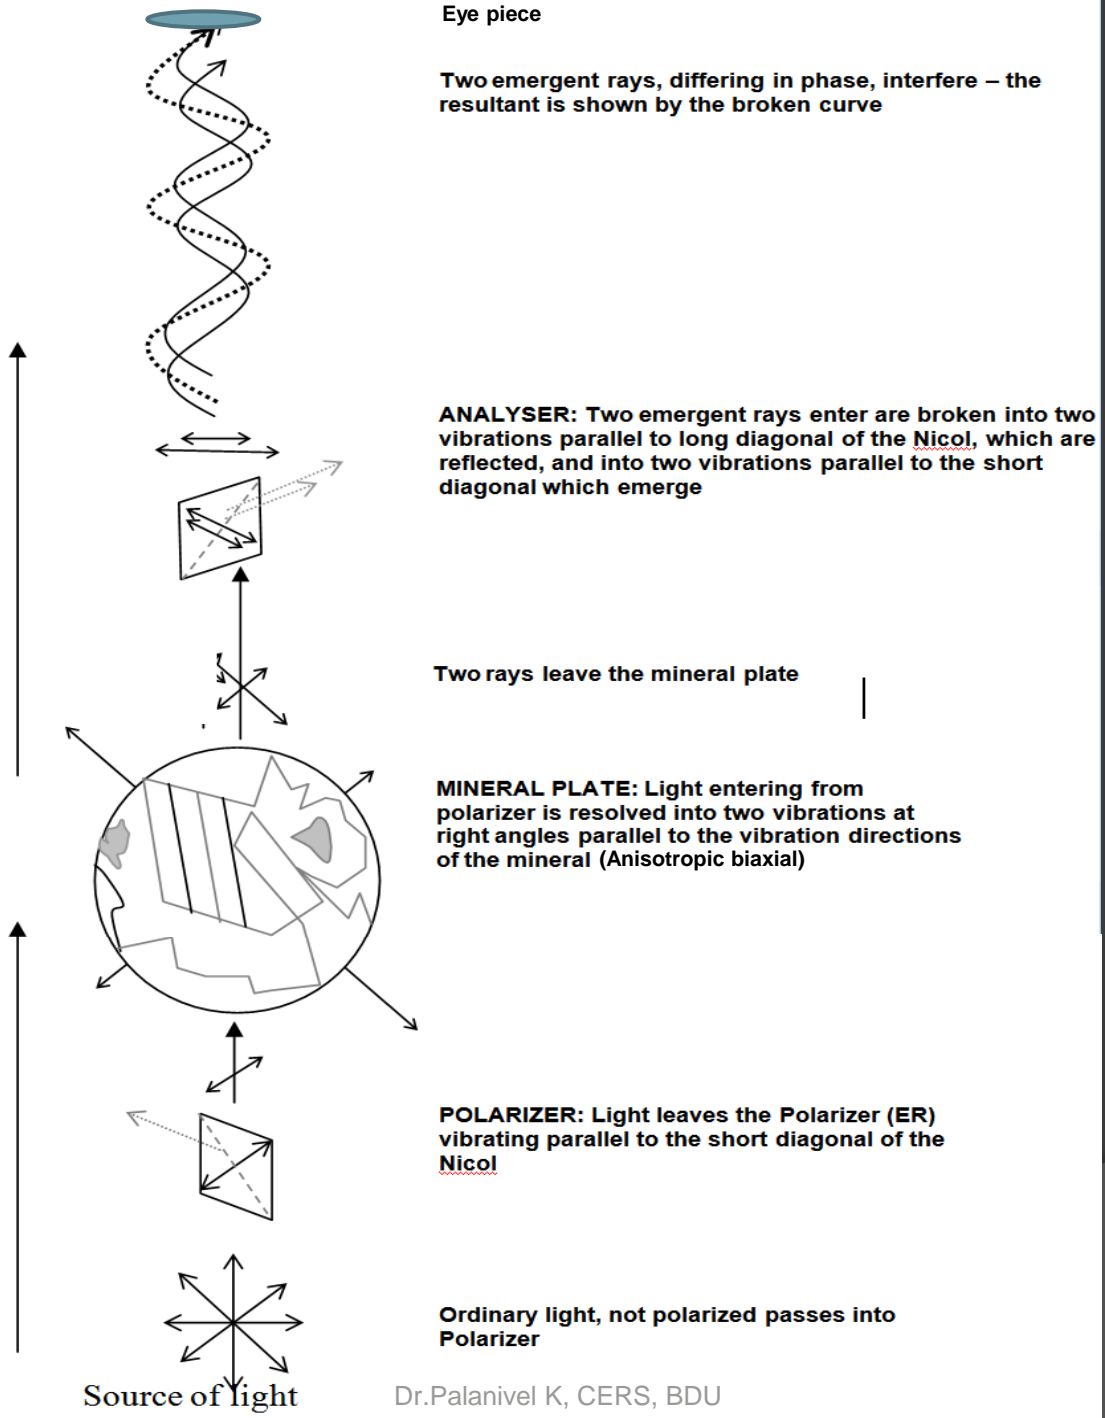 Eye piece
Two emergent rays, differing in phase, interfere – the
resultant is shown by the broken curve
ANALYSER: Two emergent rays enter are broken into two
vibrations parallel to long diagonal of the Nicol, which are
reflected, and into two vibrations parallel to the short
diagonal which emerge
Two rays leave the mineral plate
MINERAL PLATE: Light entering from
polarizer is resolved into two vibrations at
right angles parallel to the vibration directions
of the mineral (Anisotropic biaxial)
POLARIZER: Light leaves the Polarizer (ER)
vibrating parallel to the short diagonal of the
Nicol
Ordinary light, not polarized passes into
Polarizer
Source of light
Dr.Palanivel K, CERS, BDU